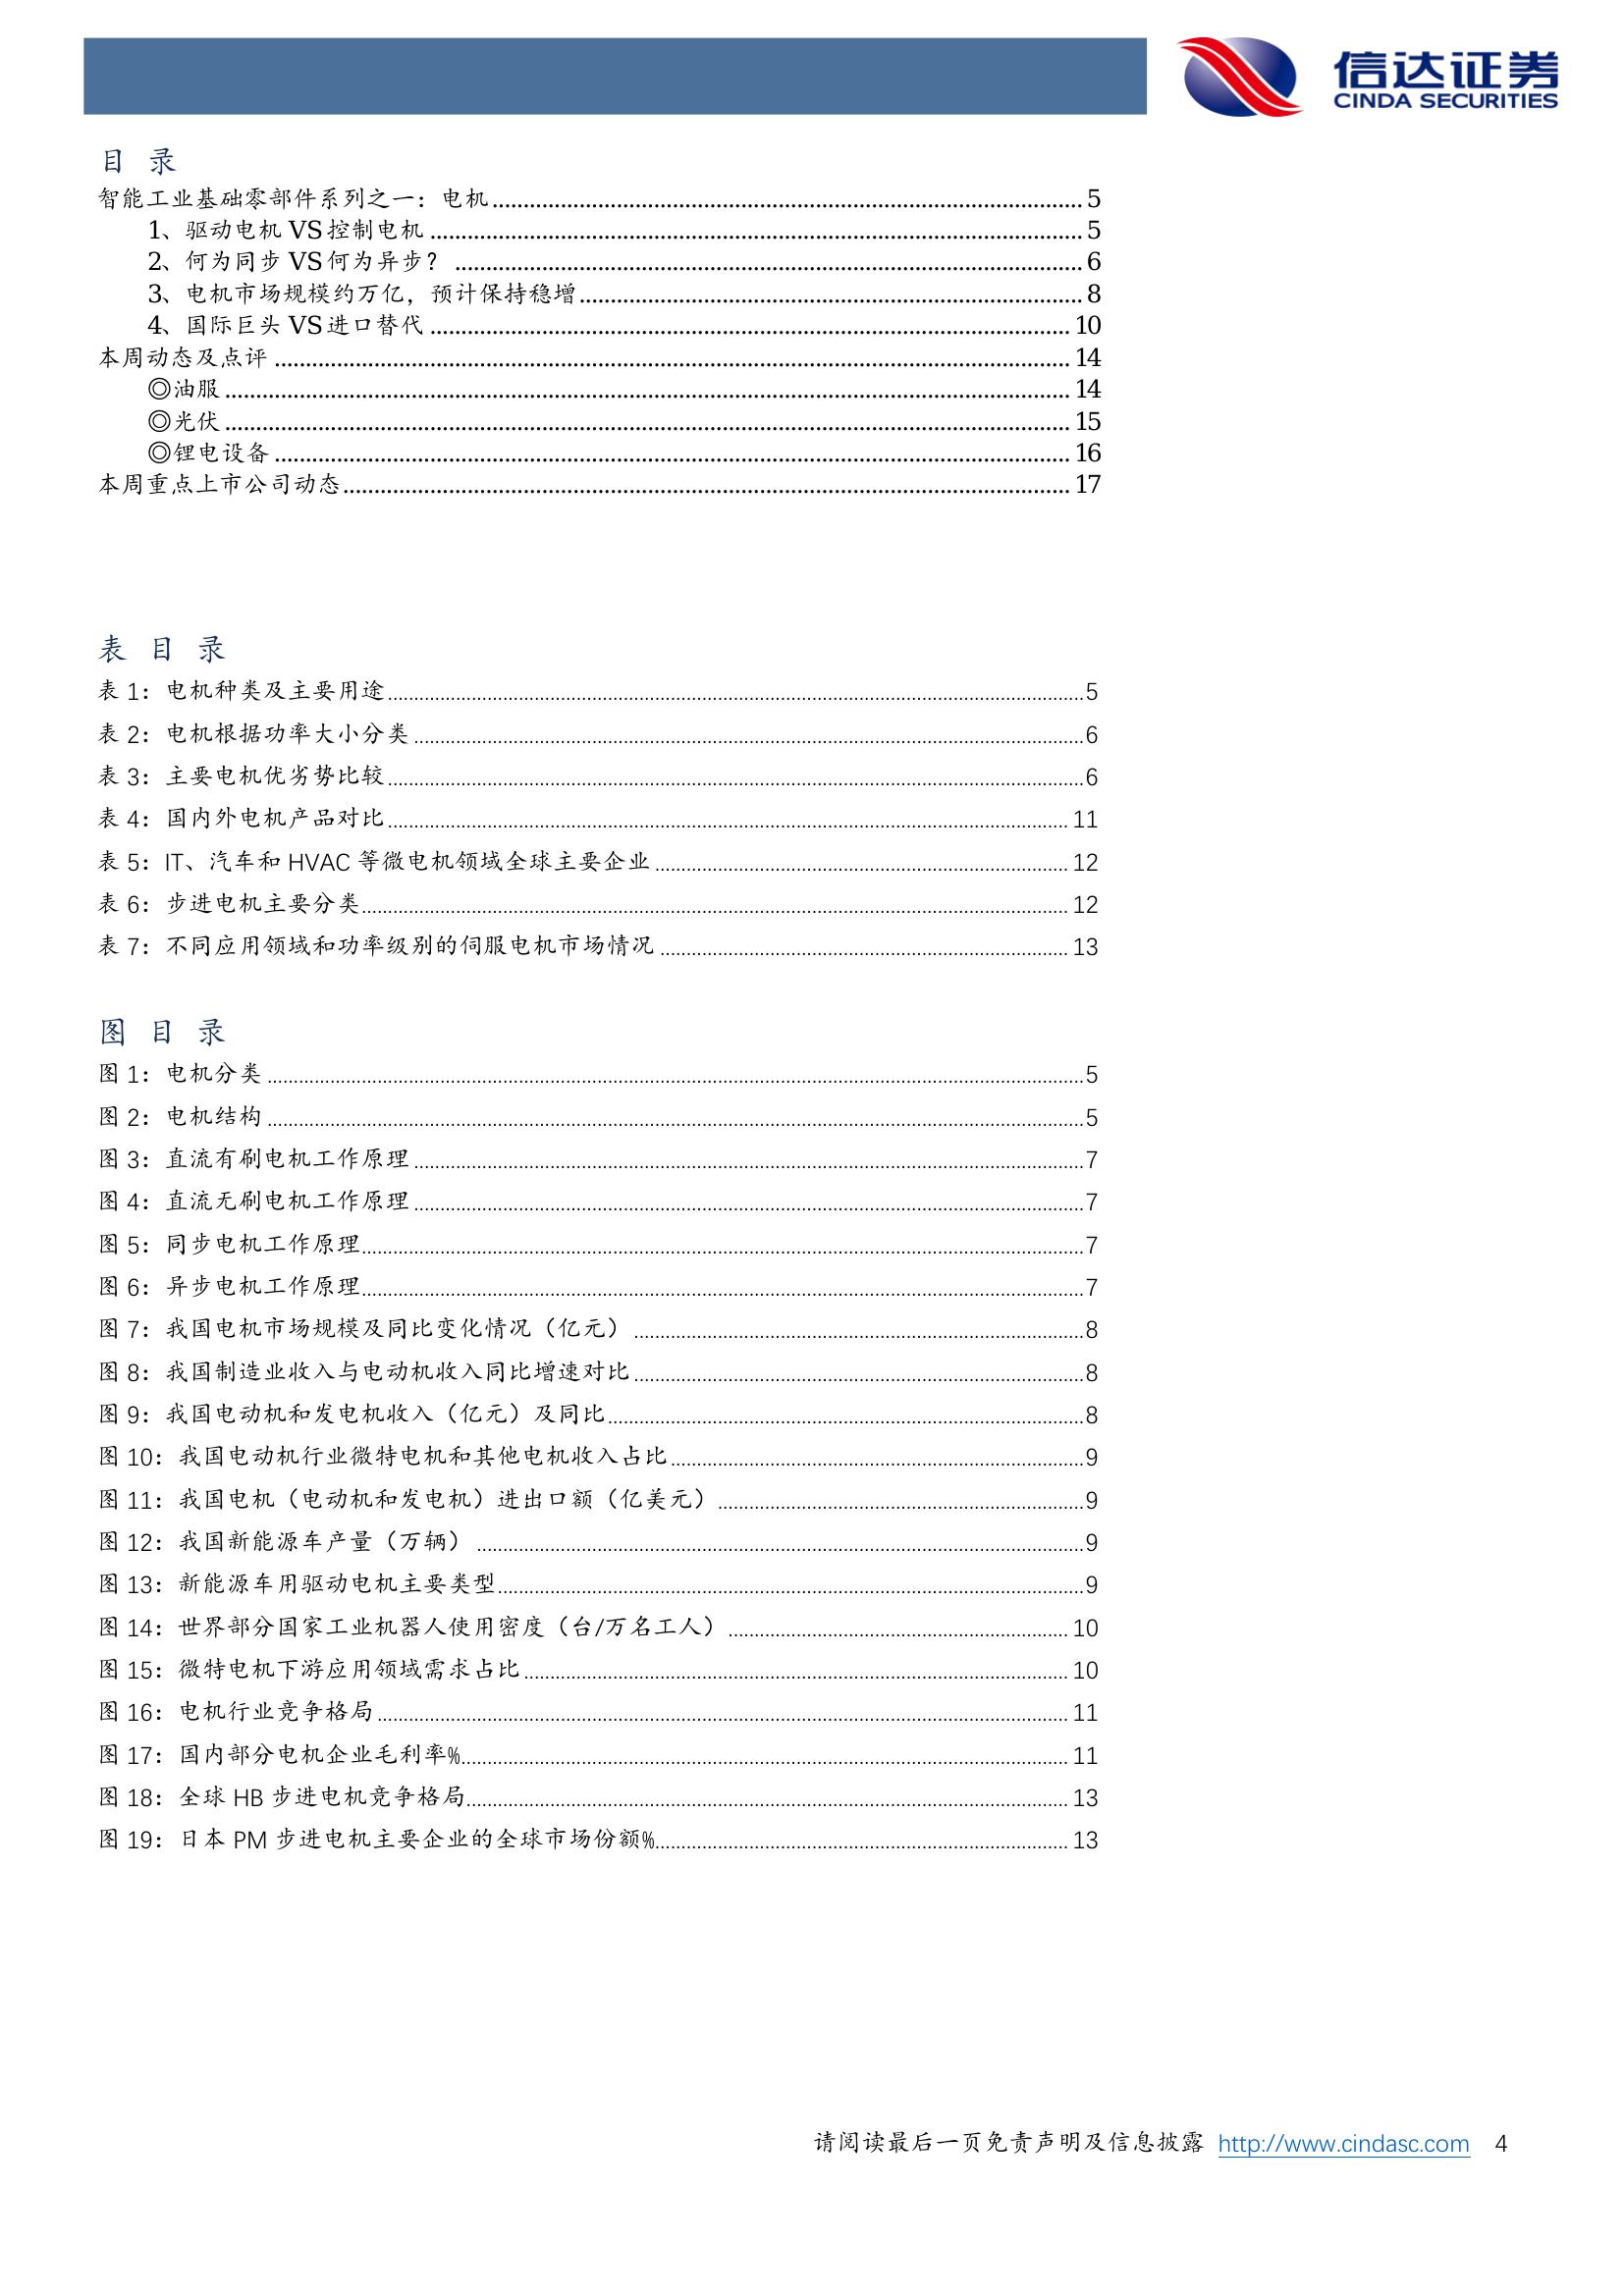 信达证券
CINDA SECURITIES
目 录
智能工业基础零部件系列之一：电机 5
1、驱动电机 VS 控制电机 5
2、何为同步 VS 何为异步？ 6
3、电机市场规模约万亿，预计保持稳增 8
4、国际巨头 VS 进口替代 10
本周动态及点评 14
◎油服 14
◎光伏 15
◎锂电设备 16
本周重点上市公司动态 17
表 目 录
表 1：电机种类及主要用途 5
表 2：电机根据功率大小分类 6
表 3：主要电机优劣势比较 6
表 4：国内外电机产品对比 11
表 5：IT、汽车和 HVAC 等微电机领域全球主要企业 12
表 6：步进电机主要分类 12
表 7：不同应用领域和功率级别的伺服电机市场情况 13
图 目 录
图 1：电机分类 5
图 2：电机结构 5
图 3：直流有刷电机工作原理 7
图 4：直流无刷电机工作原理 7
图 5：同步电机工作原理 7
图 6：异步电机工作原理 7
图 7：我国电机市场规模及同比变化情况（亿元） 8
图 8：我国制造业收入与电动机收入同比增速对比 8
图 9：我国电动机和发电机收入（亿元）及同比 8
图 10：我国电动机行业微特电机和其他电机收入占比 9
图 11：我国电机（电动机和发电机）进出口额（亿美元） 9
图 12：我国新能源车产量（万辆） 9
图 13：新能源车用驱动电机主要类型 9
图 14：世界部分国家工业机器人使用密度（台/万名工人） 10
图 15：微特电机下游应用领域需求占比 10
图 16：电机行业竞争格局 11
图 17：国内部分电机企业毛利率% 11
图 18：全球 HB 步进电机竞争格局 13
图 19：日本 PM 步进电机主要企业的全球市场份额% 13
请阅读最后一页免责声明及信息披露 http://www.cindasc.com 4